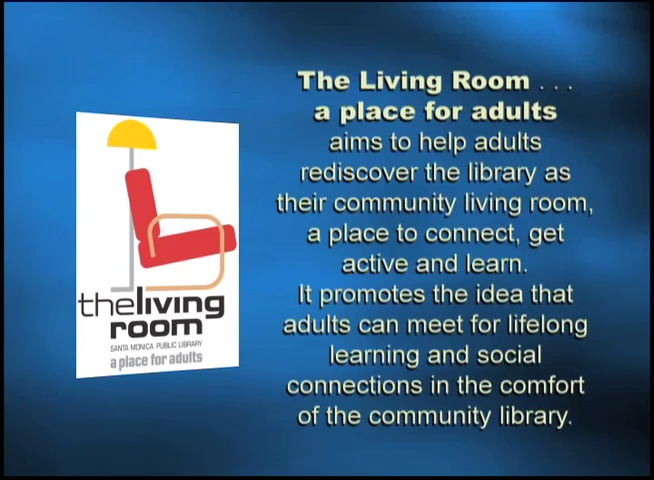 The Living Room . . .
a place for adults
aims to help adults
rediscover the library as
their community living room,
a place to connect, get
active and learn.
It promotes the idea that
adults can meet for lifelong
learning and social
connections in the comfort
of the community library.
theliving
room
SANTA MONICA PUBLIC LIBRARY
a place for adults